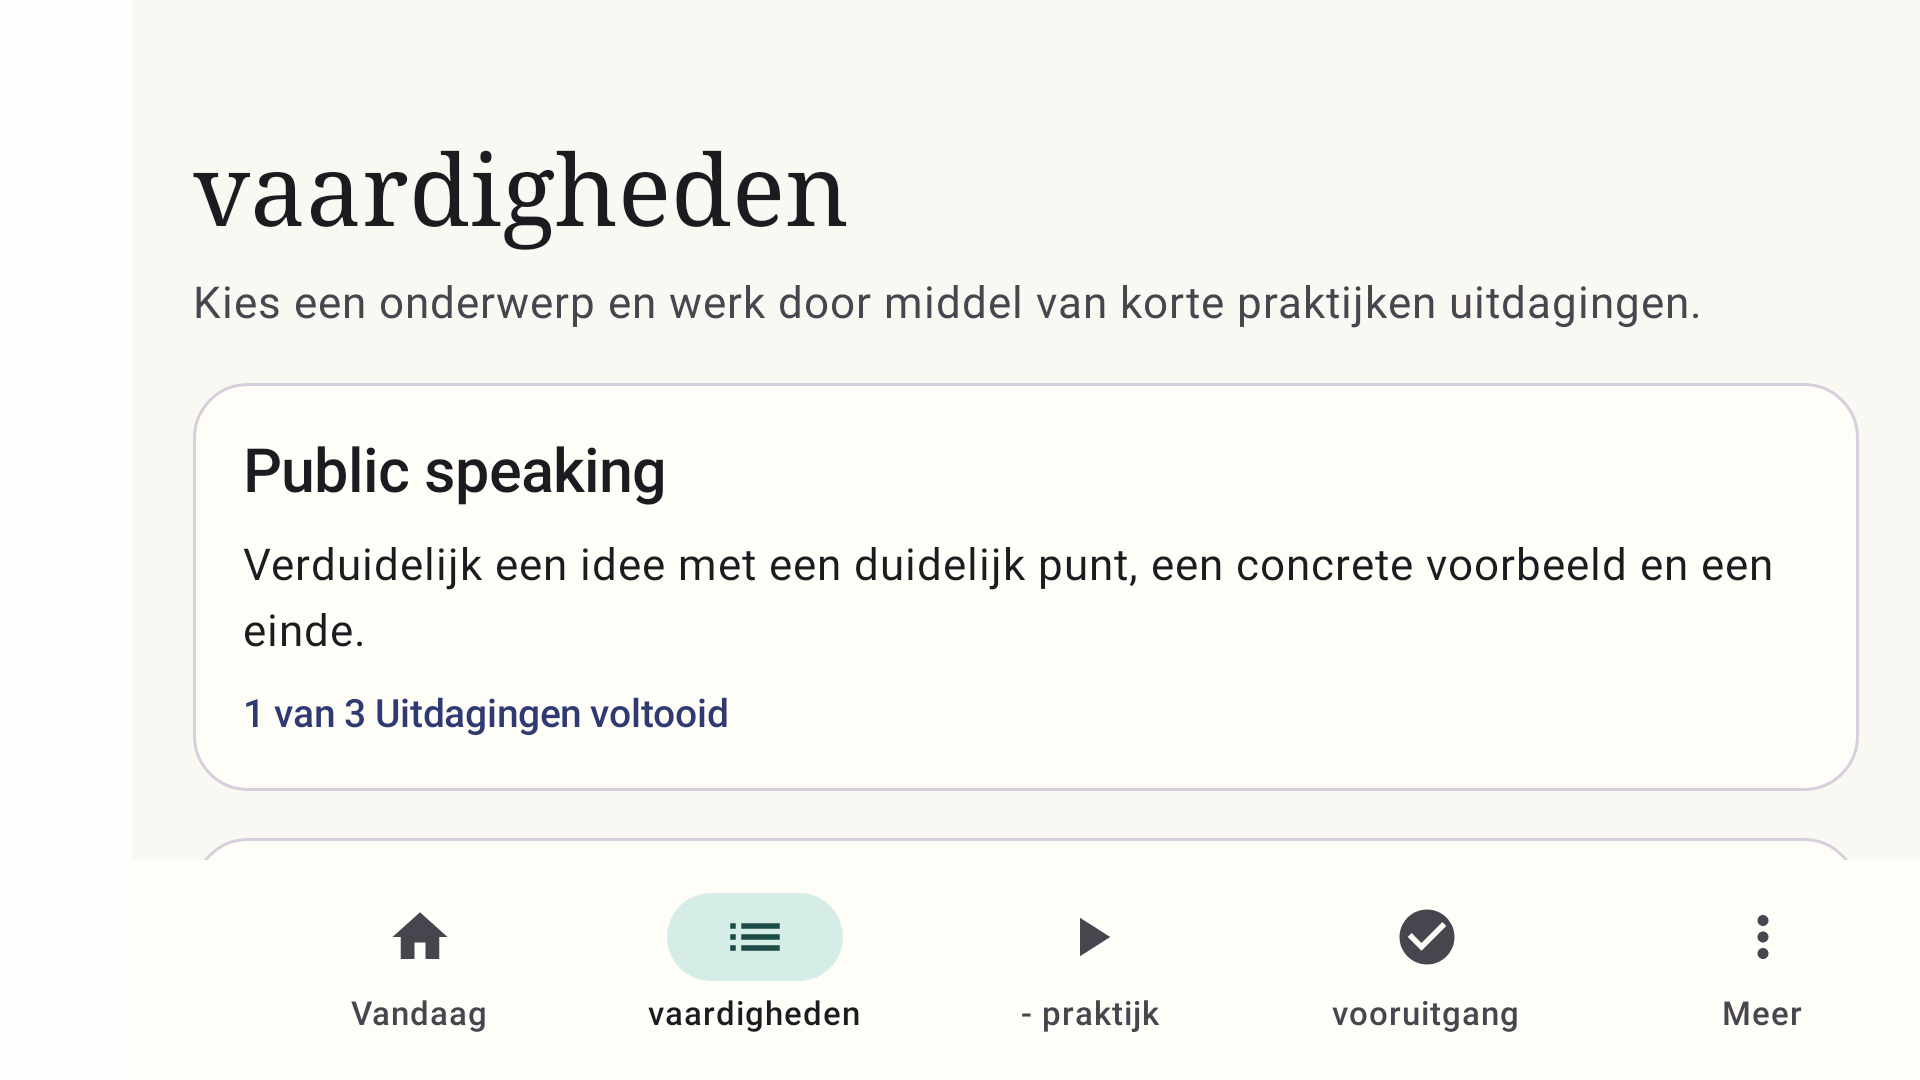 vaardigheden
Kies een onderwerp en werk door middel van korte praktijken uitdagingen.
Public speaking
Verduidelijk een idee met een duidelijk punt, een concrete voorbeeld en een
einde.
1 van 3 Uitdagingen voltooid
Vandaag
vaardigheden
- praktijk
vooruitgang
Meer